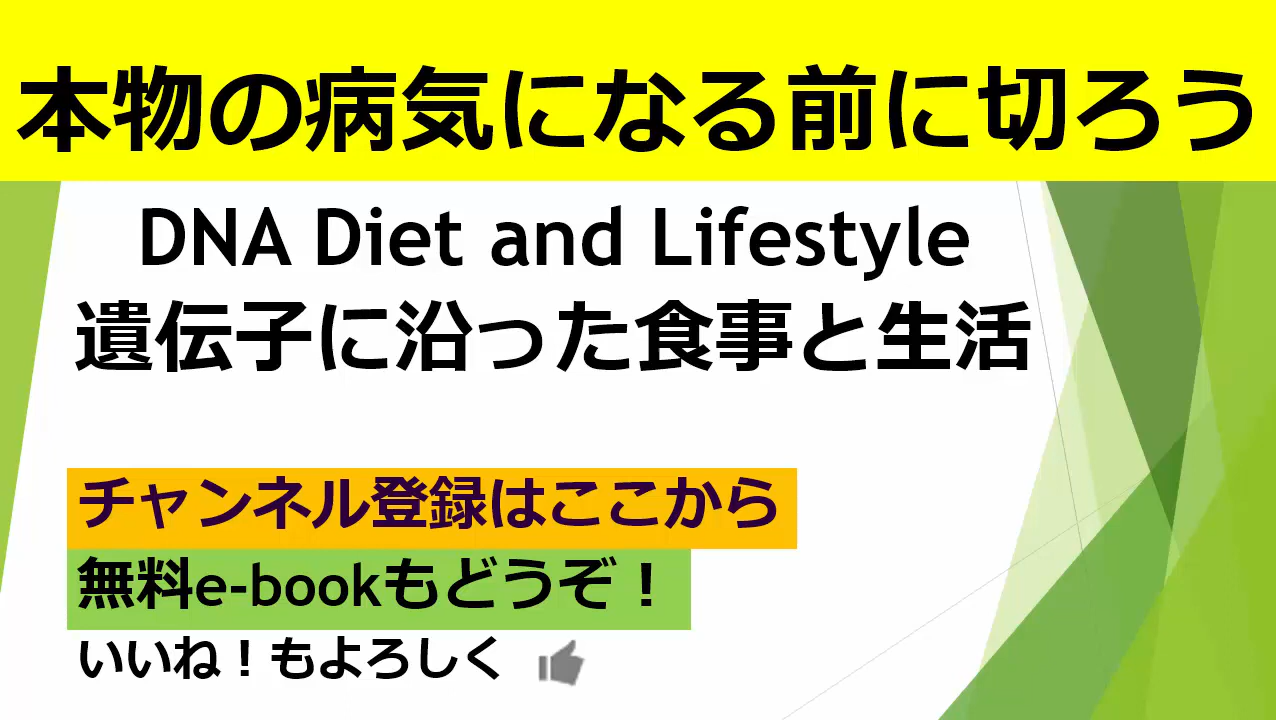 本物の病気になる前に切ろう
DNA Diet and Lifestyle
遺伝子に沿った食事と生活
チャンネル登録はここから
無料e-bookもどうぞ！
いいね！もよろしく